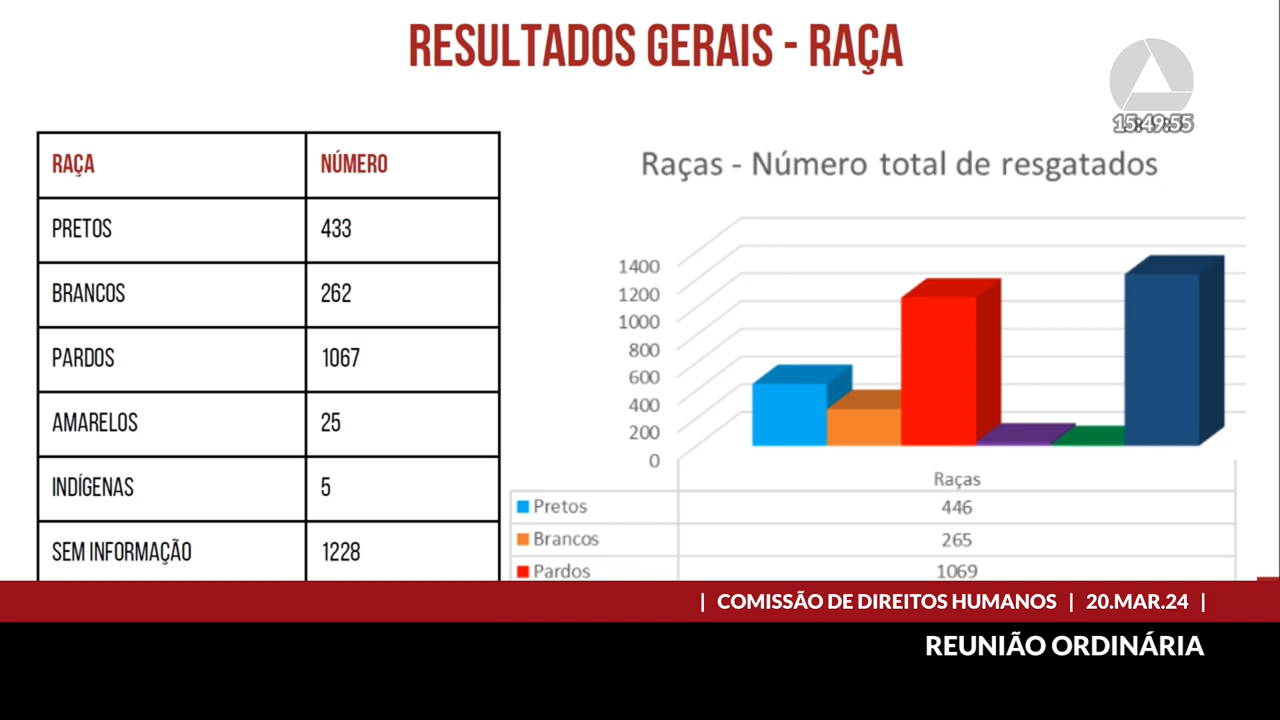 RESULTADOS GERAIS - RAÇA
15:49:55
RAÇA NÚMERO
PRETOS 433
BRANCOS 262
PARDOS 1067
AMARELOS 25
INDÍGENAS 5
SEM INFORMAÇÃO 1228
Raças - Número total de resgatados
1400
1200
1000
800
600
400
200
0
Raças
Pretos 446
Brancos 265
Pardos 1069
| COMISSÃO DE DIREITOS HUMANOS | 20.MAR.24 |
REUNIÃO ORDINÁRIA